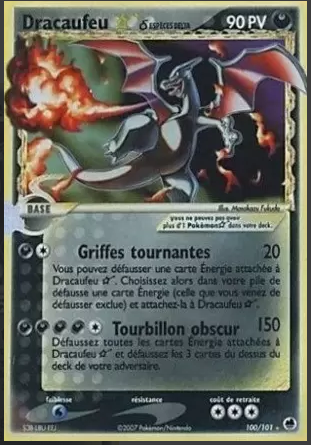 Dracaufeu ☆ δ ESPÈCES DELTA 90 PV
BASE
Illus. Masakazu Fukuda
vous ne pouvez pas avoir
plus d'1 Pokémon☆ dans votre deck.
Griffes tournantes 20
Vous pouvez défausser une carte Énergie attachée à
Dracaufeu ☆. Choisissez alors dans votre pile de
défausse une carte Énergie (celle que vous venez de
défausser exclue) et attachez-la à Dracaufeu ☆.
Tourbillon obscur 150
Défaussez toutes les cartes Énergie attachées à
Dracaufeu ☆ et défaussez les 3 cartes du dessus du
deck de votre adversaire.
faiblesse résistance coût de retraite
©2007 Pokémon/Nintendo 100/101